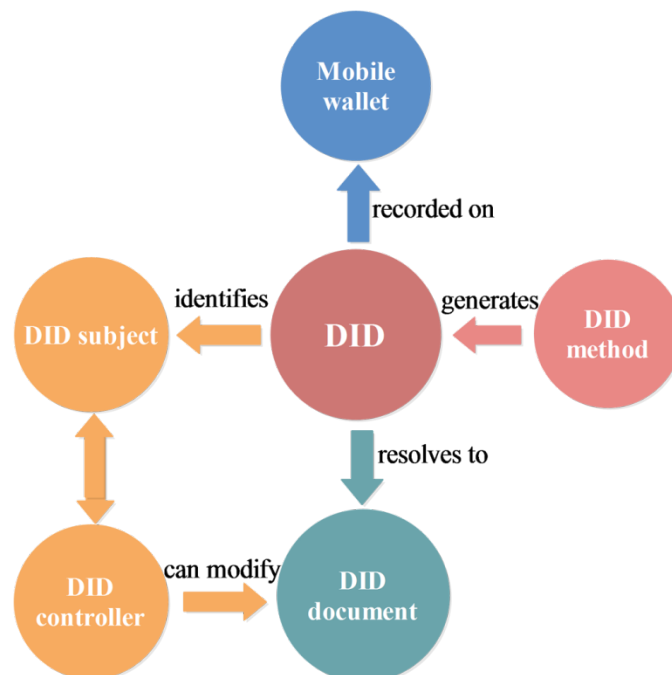 Mobile
wallet
recorded on
identifies
generates
DID subject
DID
DID
method
resolves to
can modify
DID
controller
DID
document